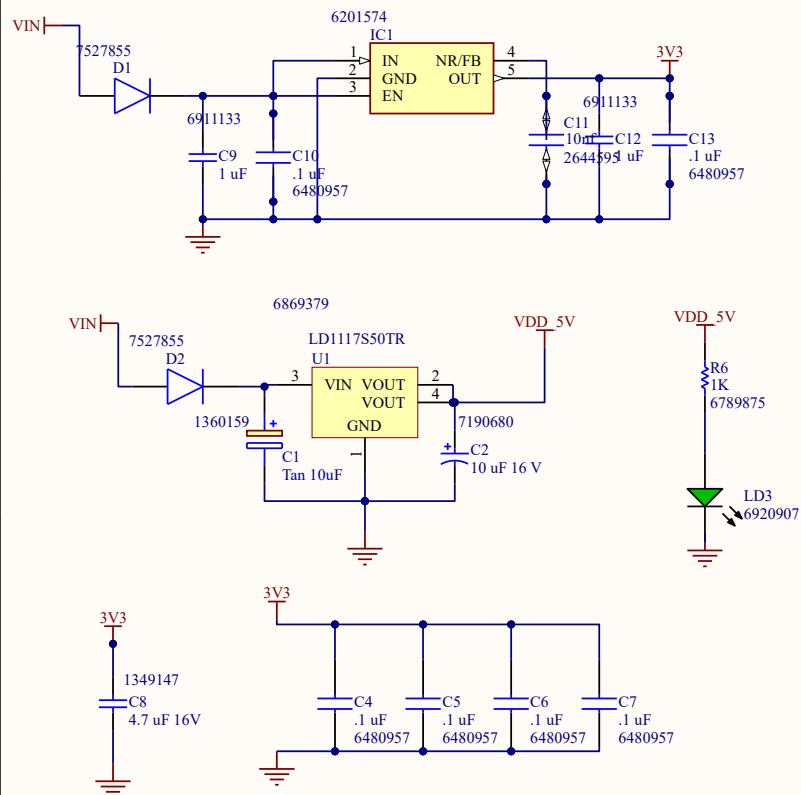 6201574
VIN
IC1
7527855
D1
3V3
1
IN
NR/FB
4
2
GND
OUT
5
3
EN
6911133
C9
1 uF
C10
.1 uF
6480957
C11
10nf
2644595
6911133
C12
1 uF
C13
.1 uF
6480957
6869379
VIN
7527855
D2
LD1117S50TR
U1
3
VIN
VOUT
2
VOUT
4
GND
1
VDD_5V
1360159
C1
Tan 10uF
7190680
C2
10 uF 16 V
VDD_5V
R6
1K
6789875
LD3
6920907
3V3
1349147
C8
4.7 uF 16V
3V3
C4
.1 uF
6480957
C5
.1 uF
6480957
C6
.1 uF
6480957
C7
.1 uF
6480957